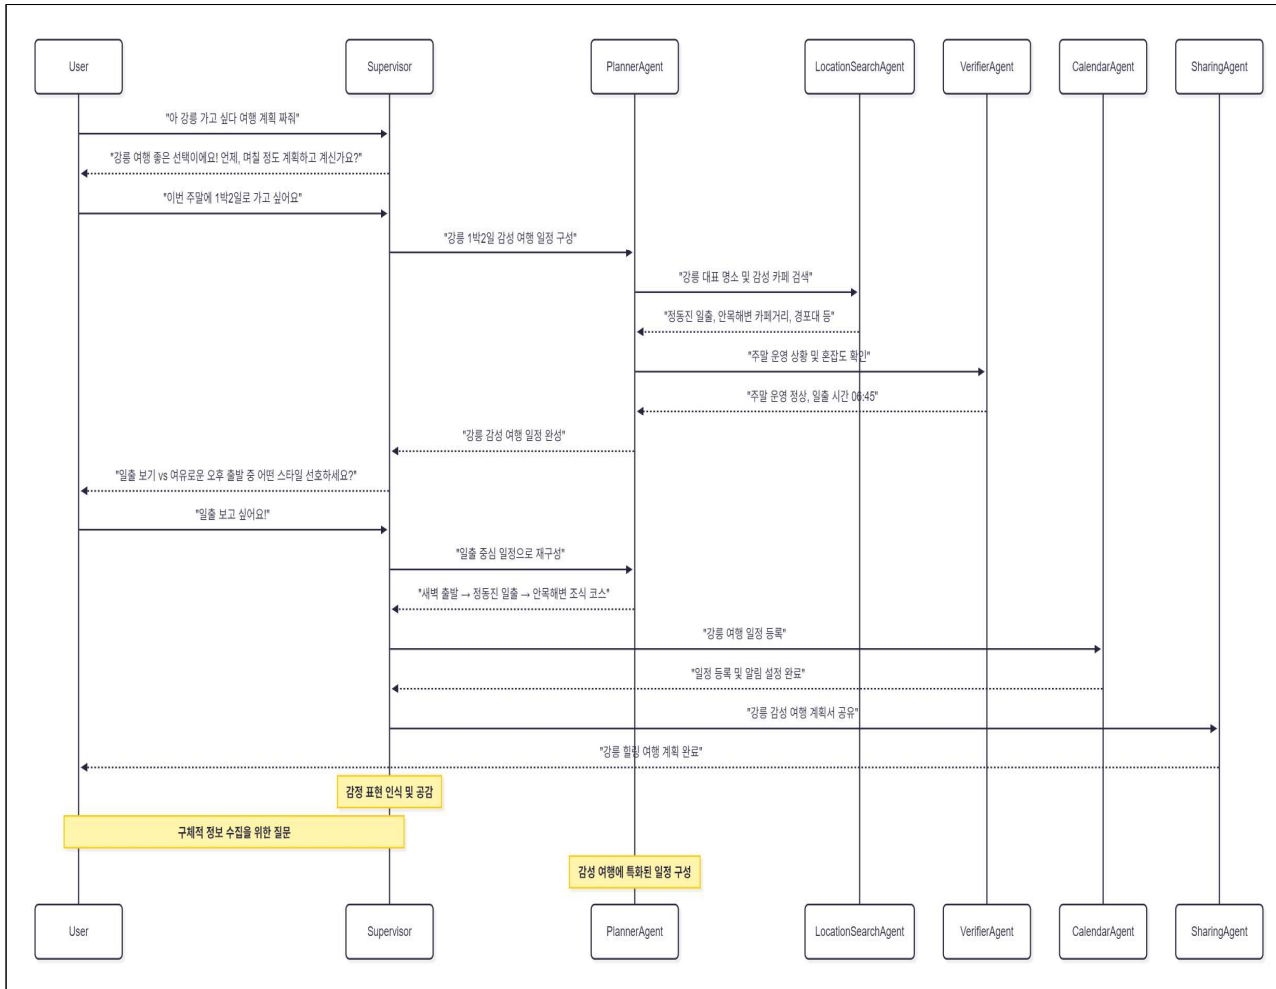 User
Supervisor
PlannerAgent
LocationSearchAgent
VerifierAgent
CalendarAgent
SharingAgent
"아 강릉 가고 싶다 여행 계획 짜줘"
"강릉 여행 좋은 선택이에요! 언제, 며칠 정도 계획하고 계신가요?"
"이번 주말에 1박2일로 가고 싶어요"
"강릉 1박2일 감성 여행 일정 구성"
"강릉 대표 명소 및 감성 카페 검색"
"정동진 일출, 안목해변 카페거리, 경포대 등"
"주말 운영 상황 및 혼잡도 확인"
"주말 운영 정상, 일출 시간 06:45"
"강릉 감성 여행 일정 완성"
"일출 보기 vs 여유로운 오후 출발 중 어떤 스타일 선호하세요?"
"일출 보고 싶어요!"
"일출 중심 일정으로 재구성"
"새벽 출발 → 정동진 일출 → 안목해변 조식 코스"
"강릉 여행 일정 등록"
"일정 등록 및 알림 설정 완료"
"강릉 감성 여행 계획서 공유"
"강릉 힐링 여행 계획 완료"
감정 표현 인식 및 공감
구체적 정보 수집을 위한 질문
감성 여행에 특화된 일정 구성
User
Supervisor
PlannerAgent
LocationSearchAgent
VerifierAgent
CalendarAgent
SharingAgent